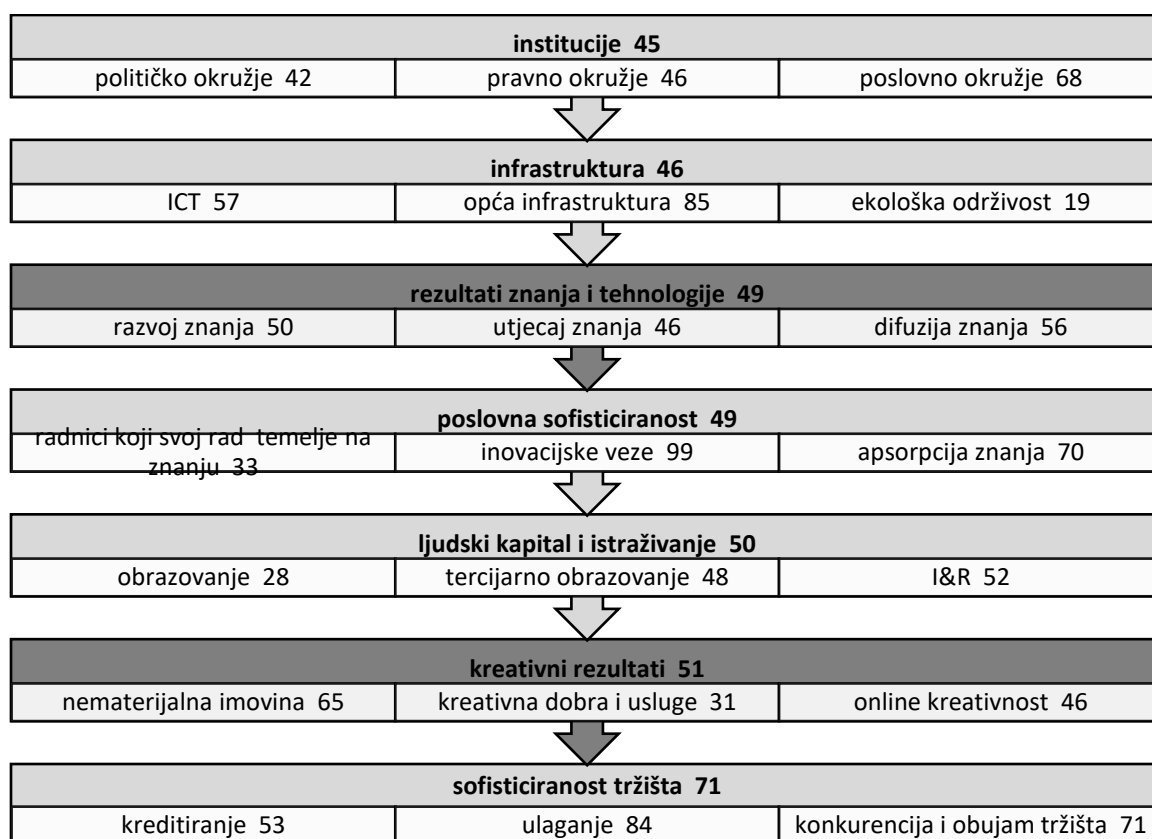 institucije 45
političko okružje 42
pravno okružje 46
poslovno okružje 68
infrastruktura 46
ICT 57
opća infrastruktura 85
ekološka održivost 19
rezultati znanja i tehnologije 49
razvoj znanja 50
utjecaj znanja 46
difuzija znanja 56
poslovna sofisticiranost 49
radnici koji svoj rad temelje na
znanju 33
inovacijske veze 99
apsorpcija znanja 70
ljudski kapital i istraživanje 50
obrazovanje 28
tercijarno obrazovanje 48
I&R 52
kreativni rezultati 51
nematerijalna imovina 65
kreativna dobra i usluge 31
online kreativnost 46
sofisticiranost tržišta 71
kreditiranje 53
ulaganje 84
konkurencija i obujam tržišta 71